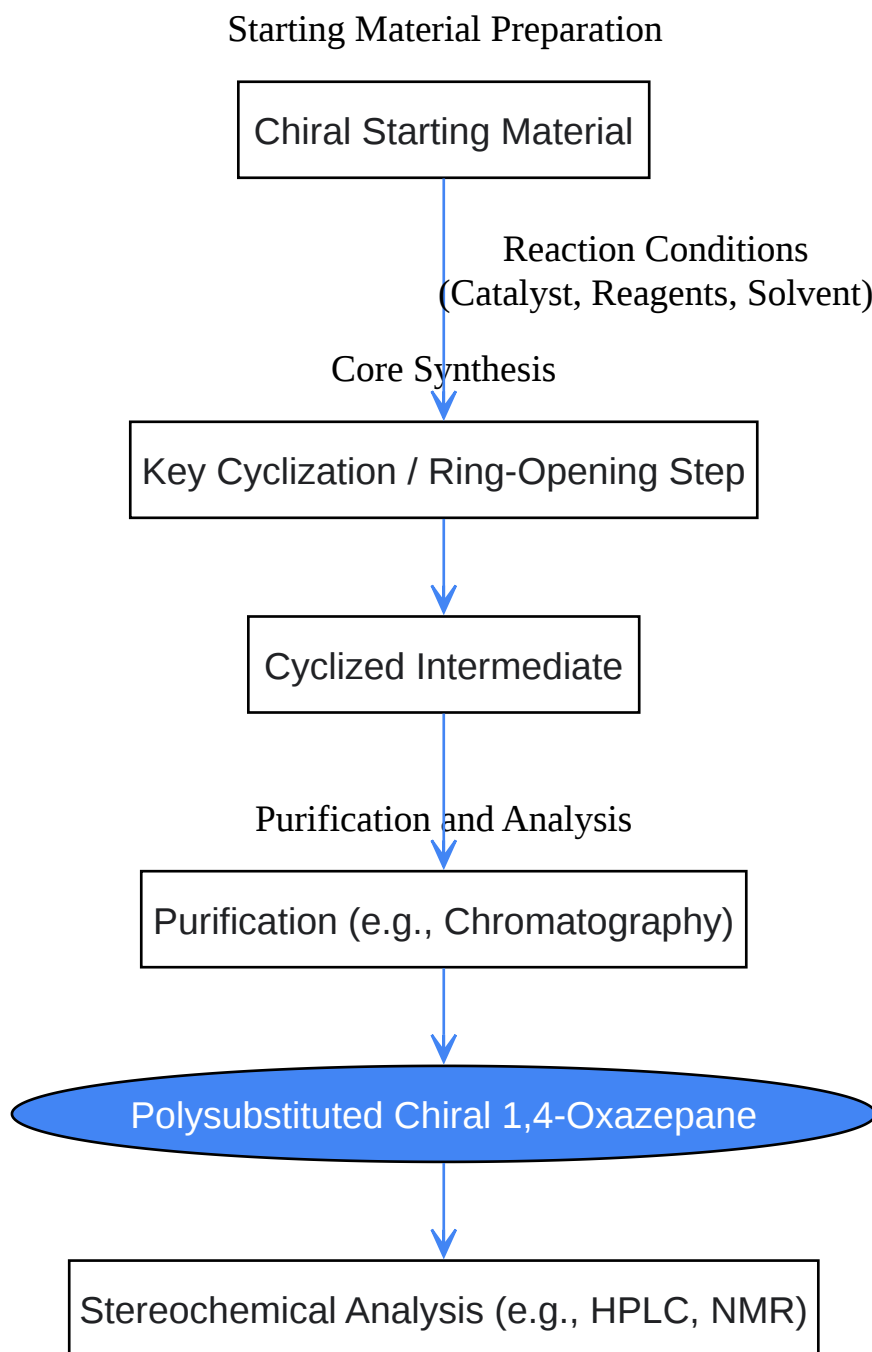 Starting Material Preparation
Chiral Starting Material
Reaction Conditions
(Catalyst, Reagents, Solvent)
Core Synthesis
Key Cyclization / Ring-Opening Step
Cyclized Intermediate
Purification and Analysis
Purification (e.g., Chromatography)
Polysubstituted Chiral 1,4-Oxazepane
Stereochemical Analysis (e.g., HPLC, NMR)